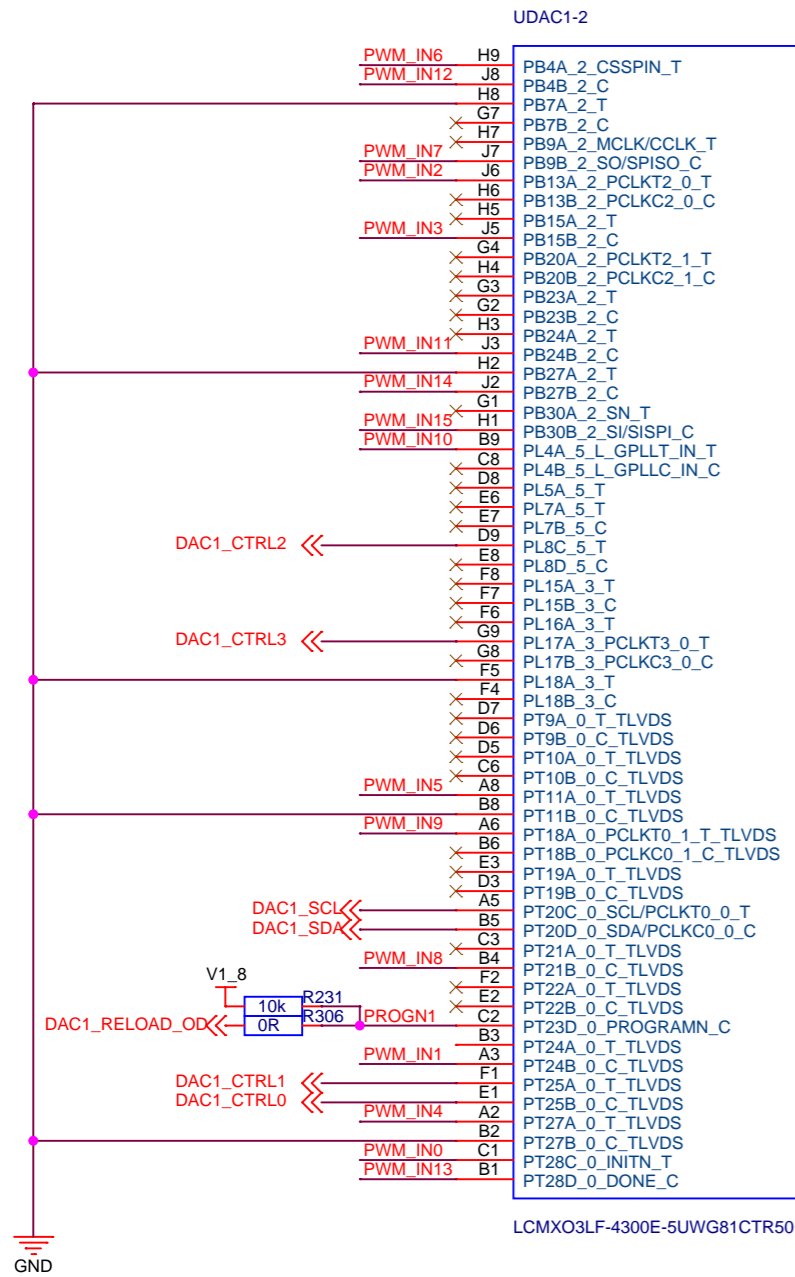 UDAC1-2
PWM_IN6 H9 PB4A_2_CSSPIN_T
PWM_IN12 J8 PB4B_2_C
H8 PB7A_2_T
G7 PB7B_2_C
H7 PB9A_2_MCLK/CCLK_T
PWM_IN7 J7 PB9B_2_SO/SPISO_C
PWM_IN2 J6 PB13A_2_PCLKT2_0_T
H6 PB13B_2_PCLKC2_0_C
H5 PB15A_2_T
PWM_IN3 J5 PB15B_2_C
G4 PB20A_2_PCLKT2_1_T
H4 PB20B_2_PCLKC2_1_C
G3 PB23A_2_T
G2 PB23B_2_C
H3 PB24A_2_T
PWM_IN11 J3 PB24B_2_C
H2 PB27A_2_T
PWM_IN14 J2 PB27B_2_C
G1 PB30A_2_SN_T
PWM_IN15 H1 PB30B_2_SI/SISPI_C
PWM_IN10 B9 PL4A_5_L_GPLLT_IN_T
C8 PL4B_5_L_GPLLC_IN_C
D8 PL5A_5_T
E6 PL7A_5_T
E7 PL7B_5_C
DAC1_CTRL2 D9 PL8C_5_T
E8 PL8D_5_C
F8 PL15A_3_T
F7 PL15B_3_C
F6 PL16A_3_T
DAC1_CTRL3 G9 PL17A_3_PCLKT3_0_T
G8 PL17B_3_PCLKC3_0_C
F5 PL18A_3_T
F4 PL18B_3_C
D7 PT9A_0_T_TLVDS
D6 PT9B_0_C_TLVDS
D5 PT10A_0_T_TLVDS
C6 PT10B_0_C_TLVDS
PWM_IN5 A8 PT11A_0_T_TLVDS
B8 PT11B_0_C_TLVDS
PWM_IN9 A6 PT18A_0_PCLKT0_1_T_TLVDS
B6 PT18B_0_PCLKC0_1_C_TLVDS
E3 PT19A_0_T_TLVDS
D3 PT19B_0_C_TLVDS
DAC1_SCL A5 PT20C_0_SCL/PCLKT0_0_T
DAC1_SDA B5 PT20D_0_SDA/PCLKC0_0_C
C3 PT21A_0_T_TLVDS
PWM_IN8 B4 PT21B_0_C_TLVDS
V1_8 F2 PT22A_0_T_TLVDS
10k R231 E2 PT22B_0_C_TLVDS
DAC1_RELOAD_OD 0R R306 PROGN1 C2 PT23D_0_PROGRAMN_C
B3 PT24A_0_T_TLVDS
PWM_IN1 A3 PT24B_0_C_TLVDS
DAC1_CTRL1 F1 PT25A_0_T_TLVDS
DAC1_CTRL0 E1 PT25B_0_C_TLVDS
PWM_IN4 A2 PT27A_0_T_TLVDS
B2 PT27B_0_C_TLVDS
PWM_IN0 C1 PT28C_0_INITN_T
PWM_IN13 B1 PT28D_0_DONE_C
LCMXO3LF-4300E-5UWG81CTR50
GND